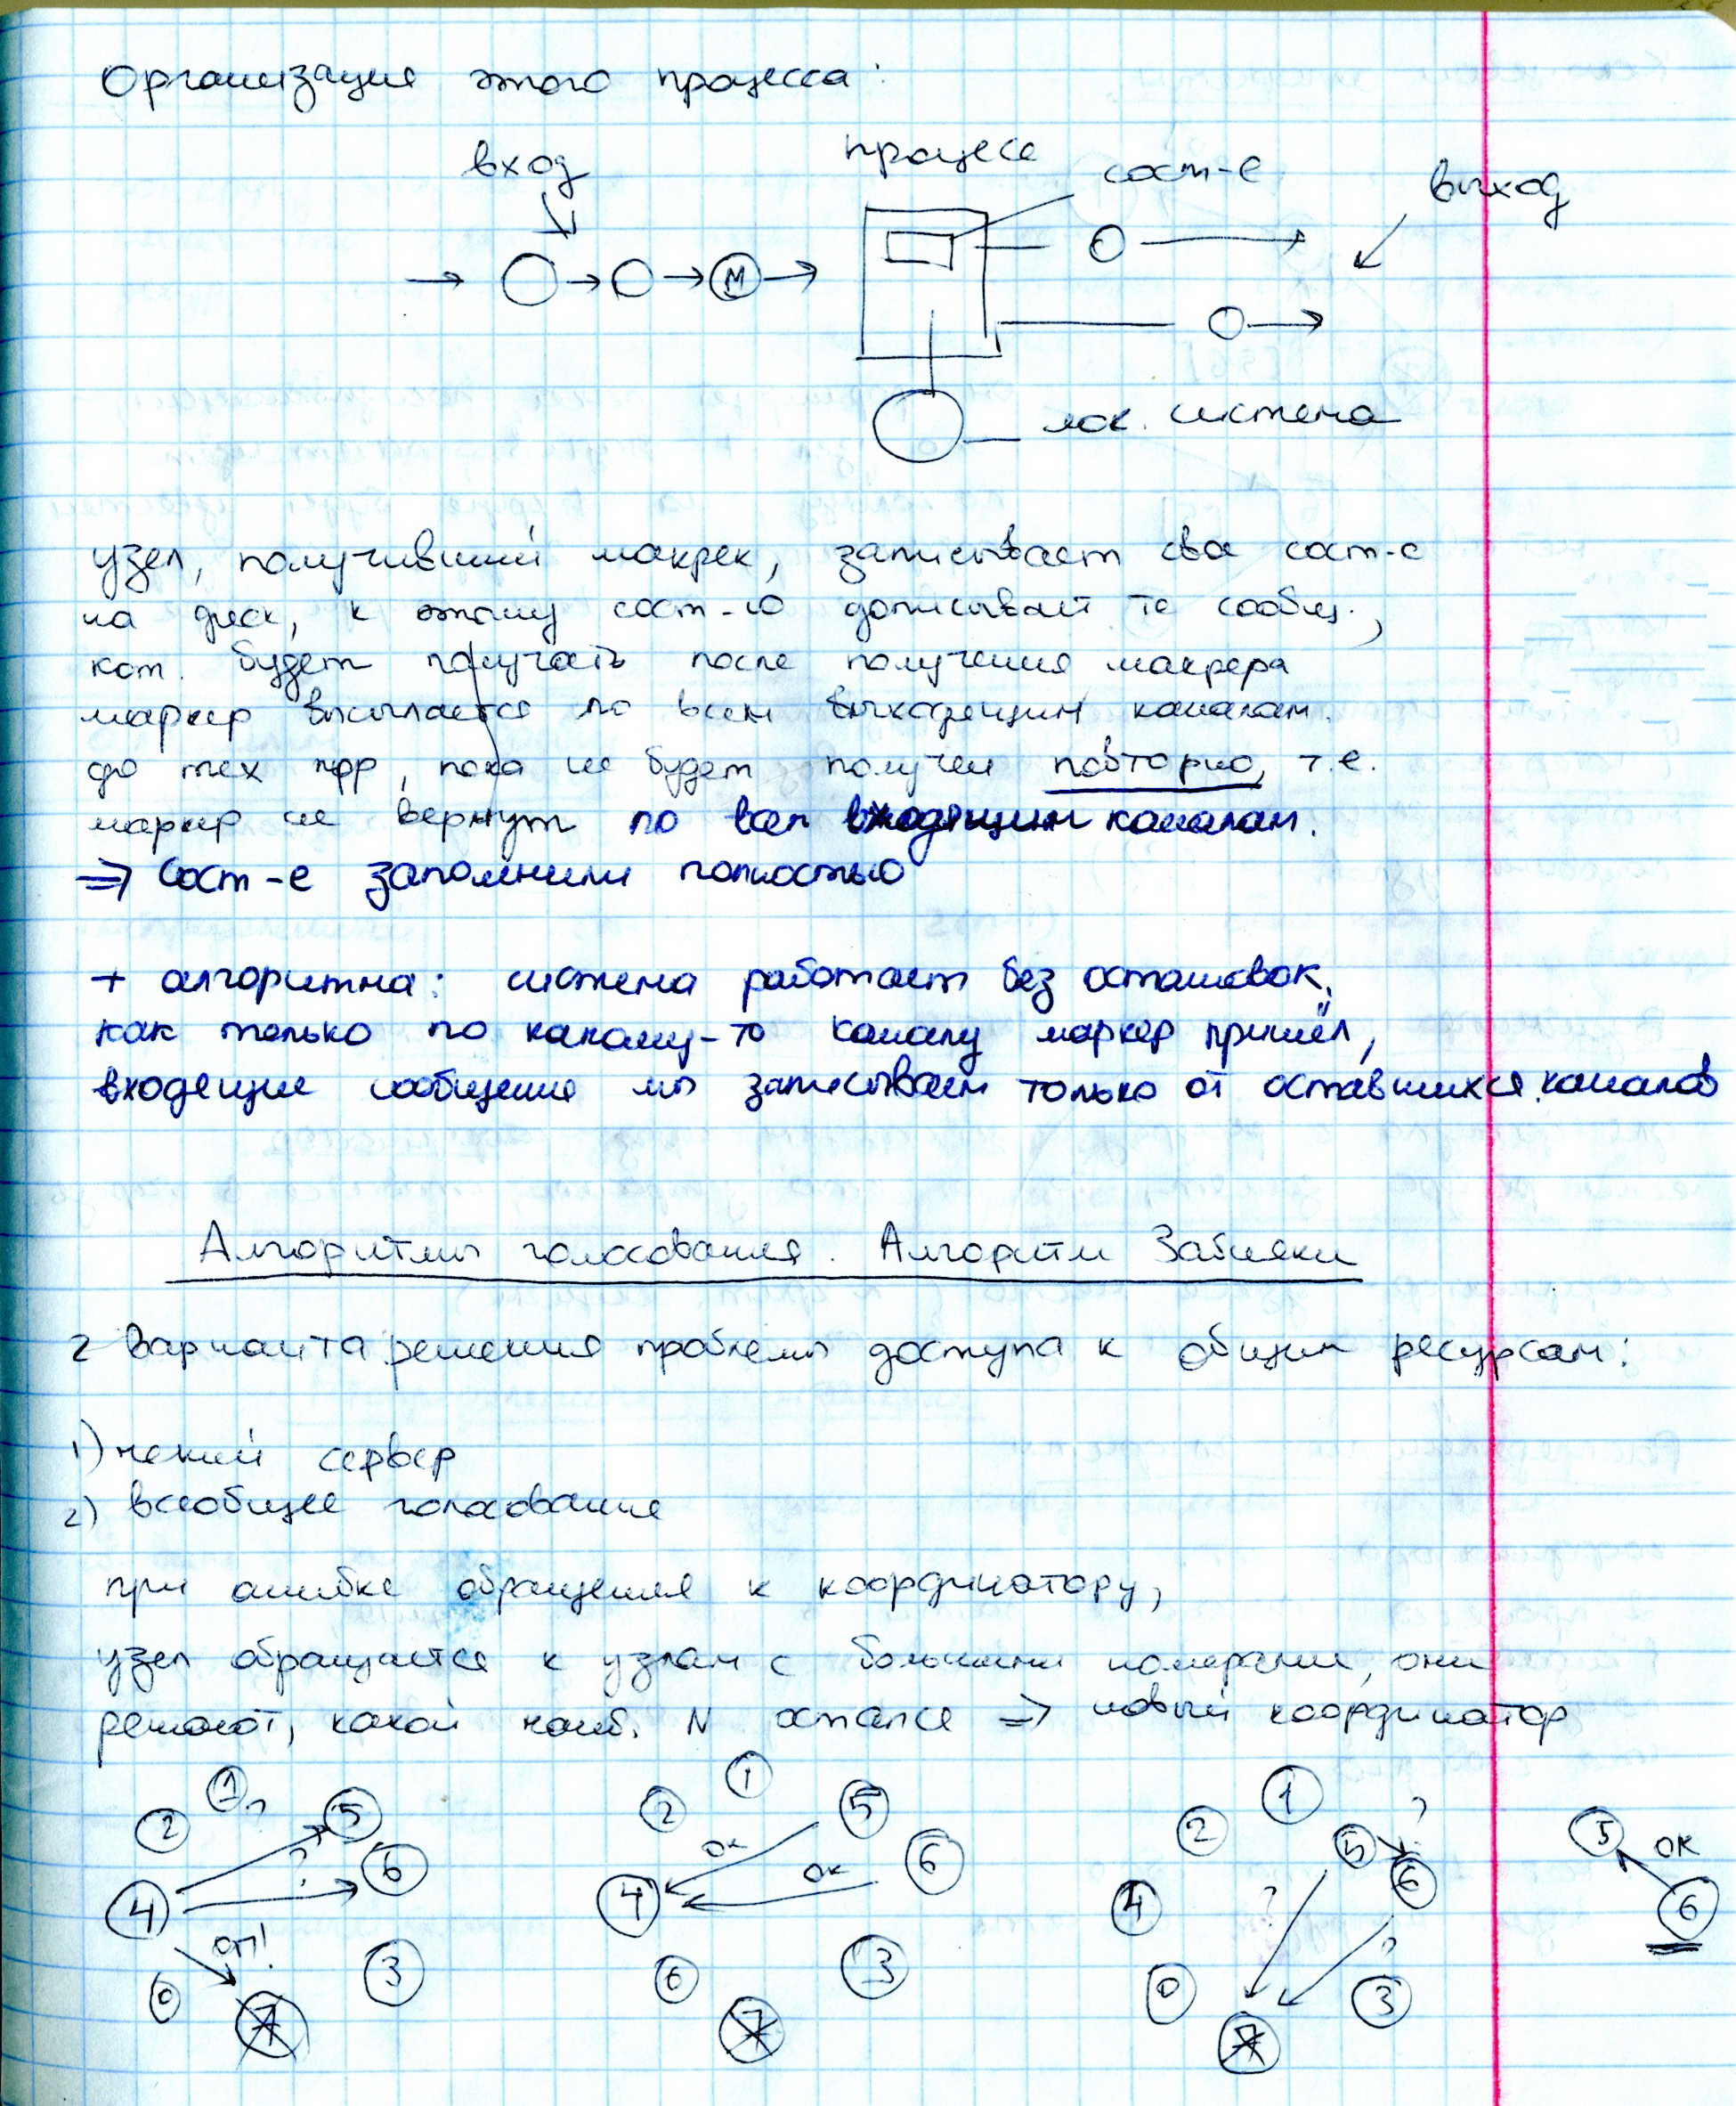 Организация этого процесса:
вход
процесс
сост-е
выход
М
лок. система
узел, получивший макрек, записывает свое сост-е
на диск, к этому сост-ю дописывает те сообщ.,
кот. будет получать после получения макрера
маркер высылается по всем выходящим каналам.
до тех пор, пока не будет получен повторно, т.е.
маркер не вернут по всем входящим каналам.
=> Сост-е запомнили полностью
+ алгоритма: система работает без остановок.
как только по какому-то каналу маркер пришёл,
входящие сообщения мы записываем только от оставшихся каналов
Алгоритмы голосования. Алгоритм Забияки
2 варианта решения проблемы доступа к общим ресурсам:
1) некий сервер
2) всеобщее голосование
при ошибке обращения к координатору,
узел обращается к узлам с большими номерами, они
решают, какой наиб. N остался => новый координатор
1 2 ? 5 ? 6 4 ОП! 0 7 3
1 2 5 ОК ОК 6 4 0 3 7
1 ? 2 5 6 4 ? ? 0 3 7
5 ОК 6